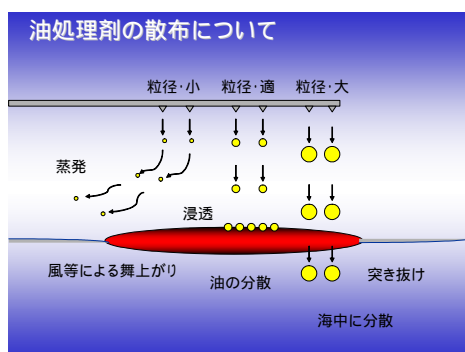 油処理剤の散布について
粒径・小 粒径・適 粒径・大
蒸発
浸透
風等による舞上がり
油の分散
突き抜け
海中に分散